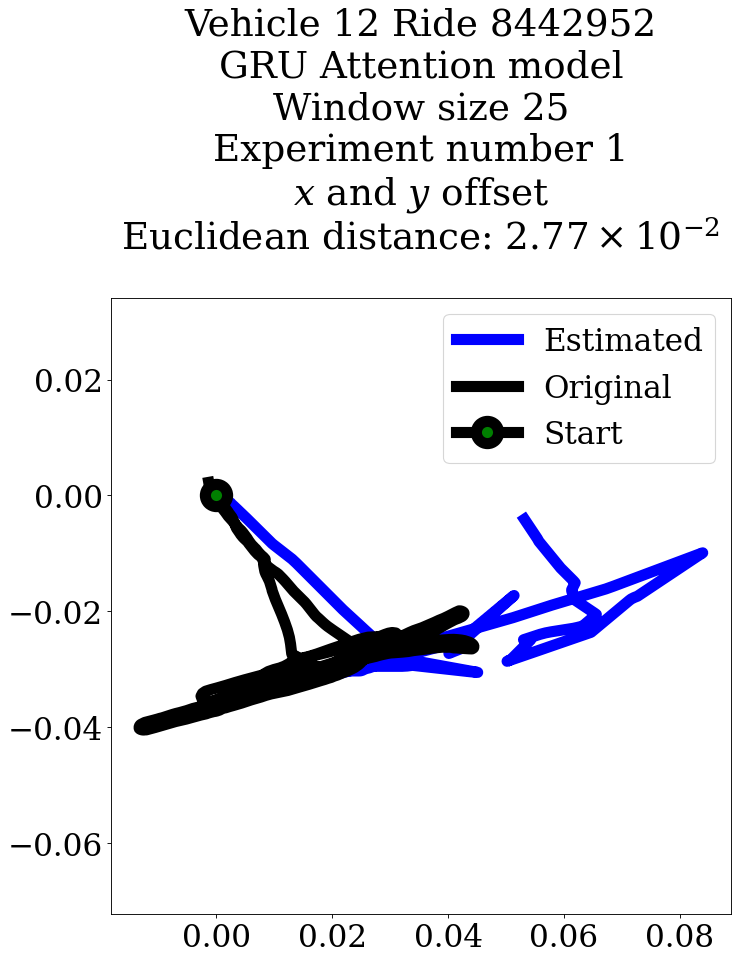 Vehicle 12 Ride 8442952
GRU Attention model
Window size 25
Experiment number 1
x and y offset
Euclidean distance: 2.77 × 10⁻²
Estimated
Original
Start
0.02
0.00
−0.02
−0.04
−0.06
0.00 0.02 0.04 0.06 0.08